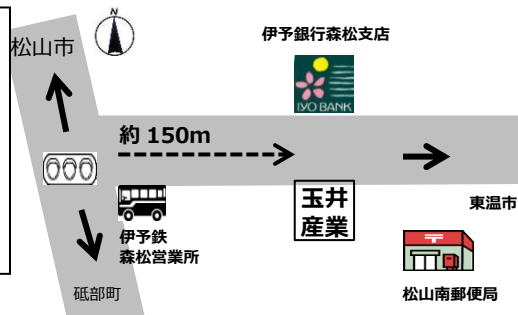 N
松山市
伊予銀行森松支店
IYO BANK
約 150m
玉井
産業
東温市
伊予鉄
森松営業所
砥部町
松山南郵便局